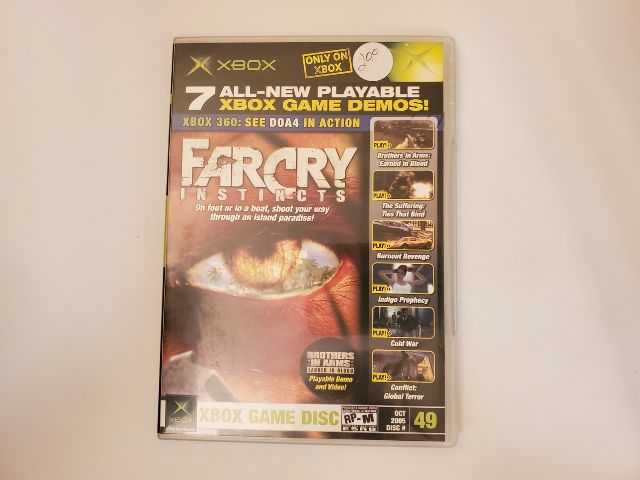 XBOX
ONLY ON
XBOX
7 ALL-NEW PLAYABLE
XBOX GAME DEMOS!
XBOX 360: SEE DOA4 IN ACTION
FARCRY
INSTINCTS
On foot or in a boat, shoot your way
through an island paradise!
PLAY!
Brothers in Arms:
Earned in Blood
PLAY!
The Suffering:
Ties That Bind
PLAY!
Burnout Revenge
PLAY!
Indigo Prophecy
PLAY!
Cold War
PLAY!
Conflict:
Global Terror
BROTHERS
IN ARMS
EARNED IN BLOOD
Playable Demo
and Video!
XBOX GAME DISC
RP-M
OCT
2005
DISC #
49